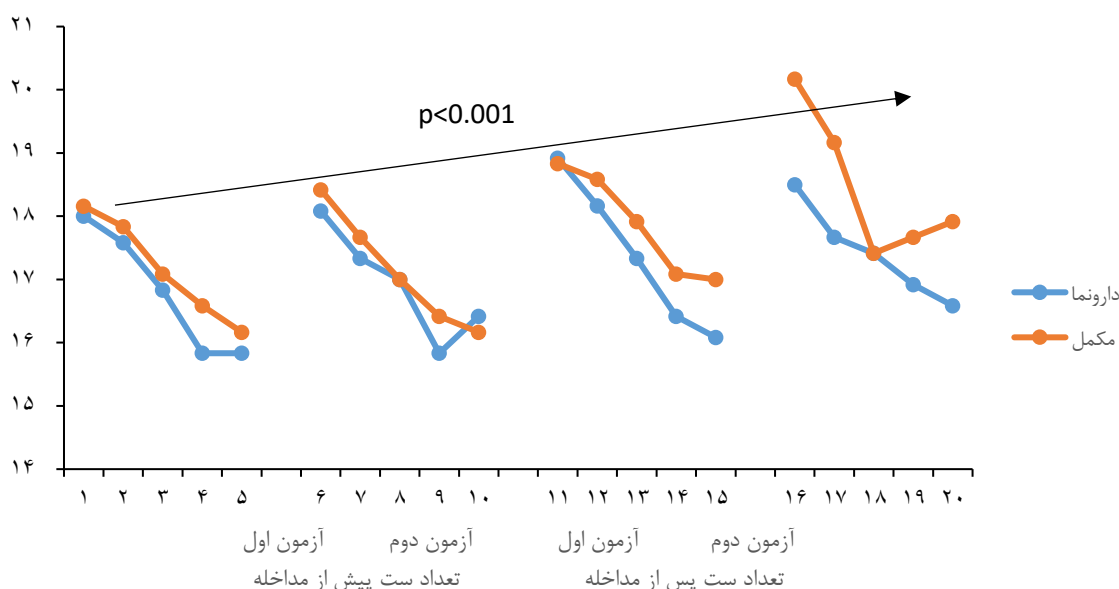 ۲۱
۲۰
۱۹
۱۸
۱۷
۱۶
۱۵
۱۴
p<0.001
دارونما
مکمل
۱ ۲ ۳ ۴ ۵ ۶ ۷ ۸ ۹ ۱۰ ۱۱ ۱۲ ۱۳ ۱۴ ۱۵ ۱۶ ۱۷ ۱۸ ۱۹ ۲۰
آزمون اول آزمون دوم آزمون اول آزمون دوم
تعداد ست پیش از مداخله تعداد ست پس از مداخله